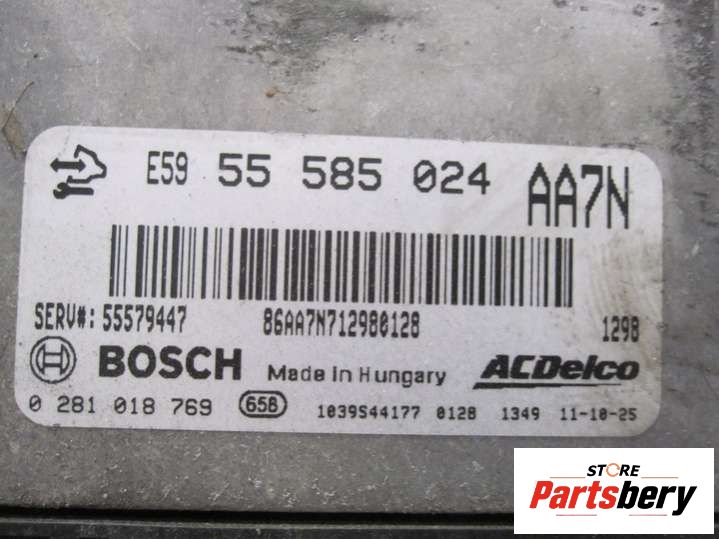 E59 55 585 024 AA7N
SERV#: 55579447 86AA7N712980128 1298
BOSCH Made in Hungary ACDelco
0 281 018 769 658 1039S44177 0128 1349 11-10-25
STORE
Partsbery